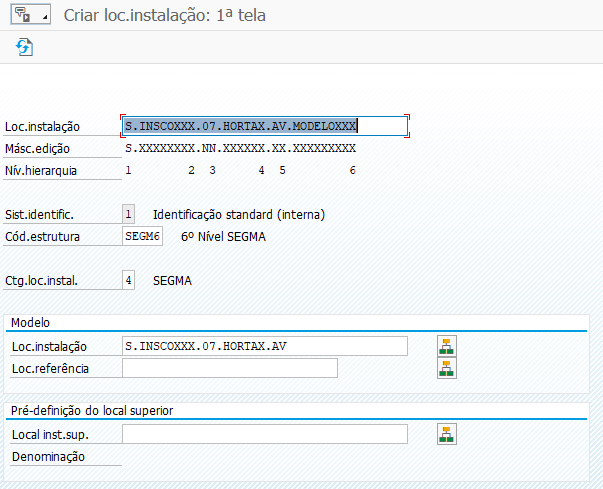 Criar loc.instalação: 1ª tela
Loc.instalação S.INSCOXXX.07.HORTAX.AV.MODELOXXX
Másc.edição S.XXXXXXXX.NN.XXXXXX.XX.XXXXXXXXX
Nív.hierarquia 1 2 3 4 5 6
Sist.identific. 1 Identificação standard (interna)
Cód.estrutura SEGM6 6º Nível SEGMA
Ctg.loc.instal. 4 SEGMA
Modelo
Loc.instalação S.INSCOXXX.07.HORTAX.AV
Loc.referência
Pré-definição do local superior
Local inst.sup.
Denominação